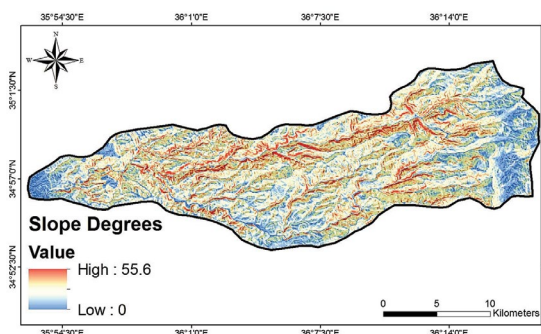 35°54'30"E 36°1'0"E 36°7'30"E 36°14'0"E
N
W E
S
35°1'30"N
34°57'0"N
34°52'30"N
Slope Degrees
Value
High : 55.6
Low : 0
0 5 10
Kilometers
35°54'30"E 36°1'0"E 36°7'30"E 36°14'0"E